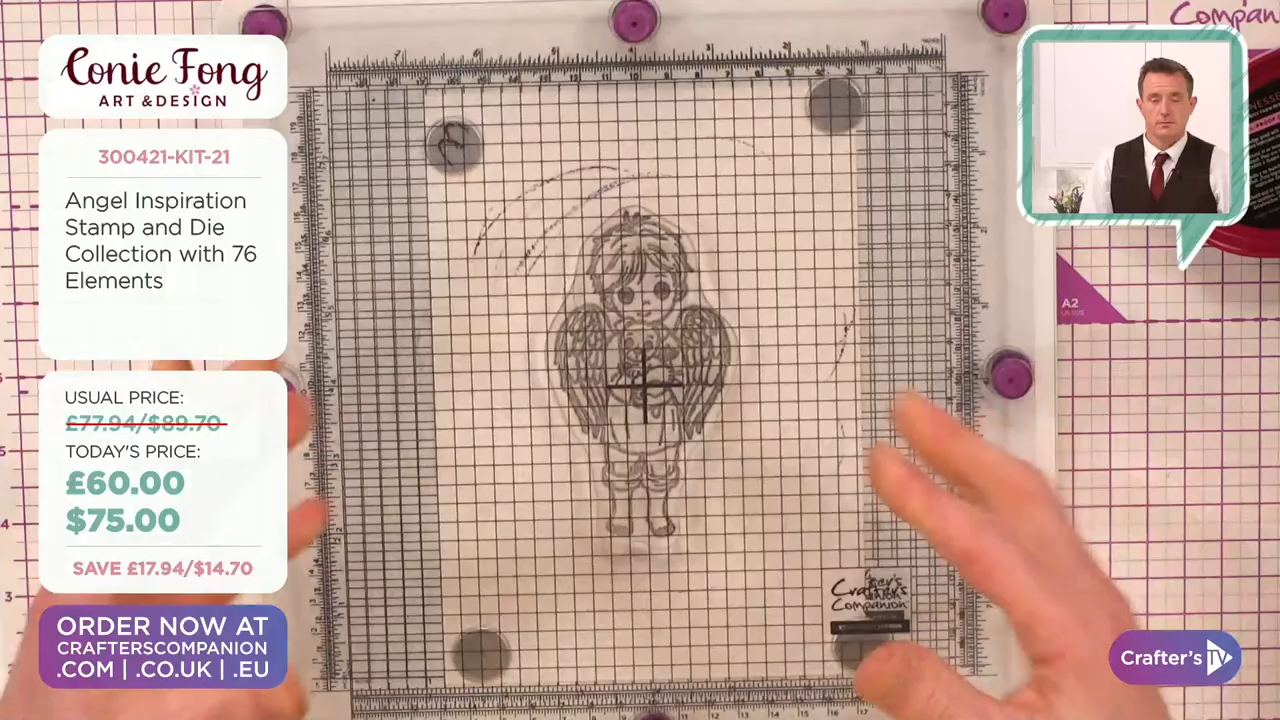 Conie Fong
ART & DESIGN
300421-KIT-21
Angel Inspiration
Stamp and Die
Collection with 76
Elements
USUAL PRICE:
£77.94/$89.70
TODAY'S PRICE:
£60.00
$75.00
SAVE £17.94/$14.70
ORDER NOW AT
CRAFTERSCOMPANION
.COM | .CO.UK | .EU
Compan
A2
Crafter's
Companion
Crafter's TV